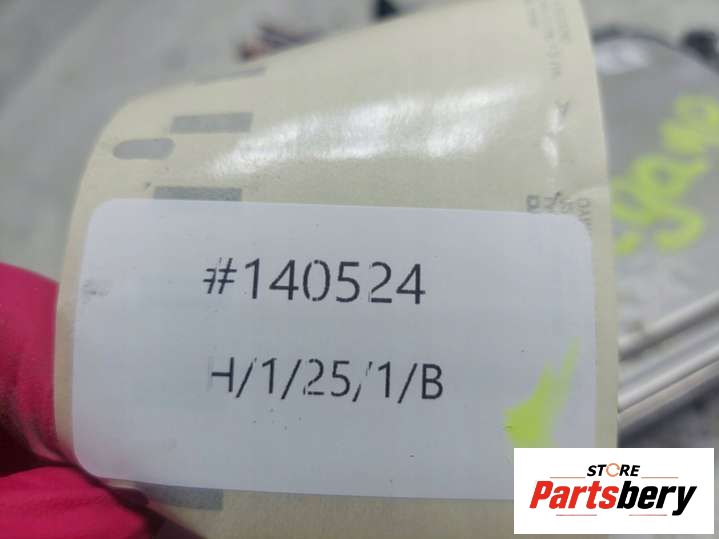 #140524
H/1/25/1/B
STORE
Partsbery